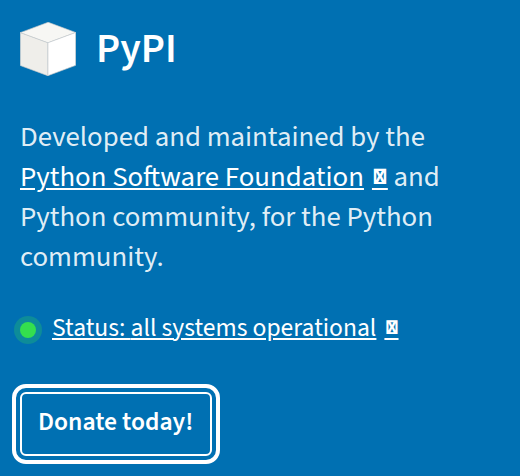 PyPI
Developed and maintained by the
Python Software Foundation and
Python community, for the Python
community.
Status: all systems operational
Donate today!